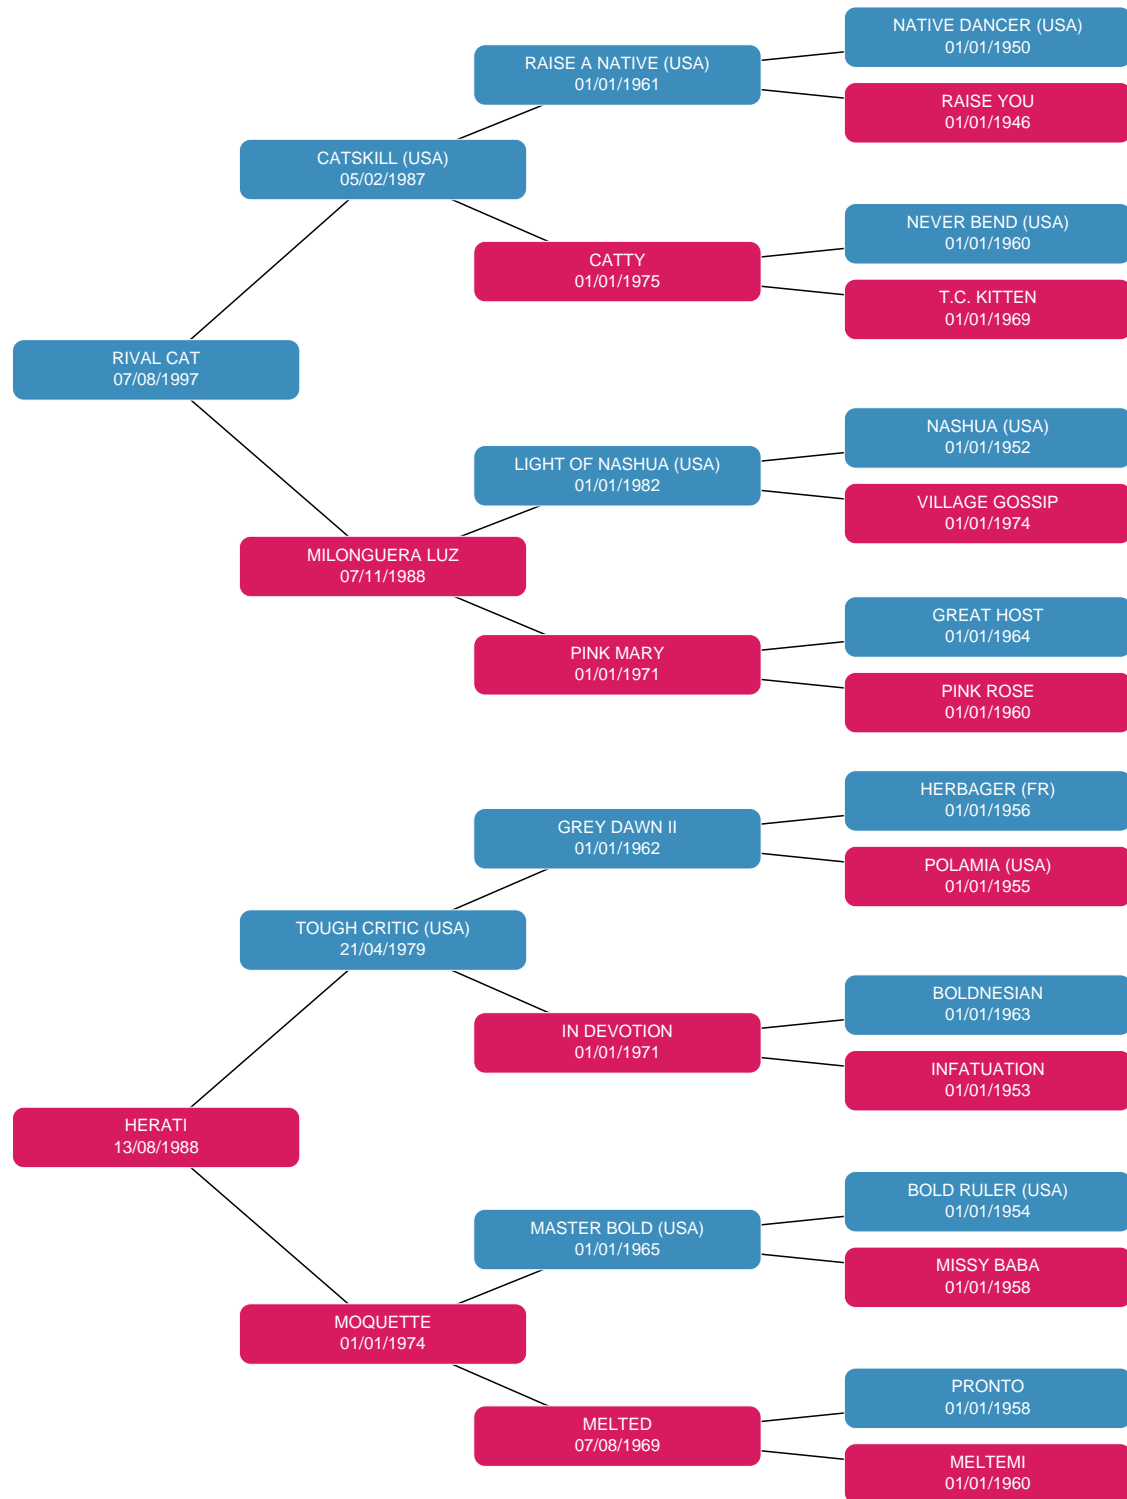 NATIVE DANCER (USA)
01/01/1950
RAISE A NATIVE (USA)
01/01/1961
RAISE YOU
01/01/1946
CATSKILL (USA)
05/02/1987
NEVER BEND (USA)
01/01/1960
CATTY
01/01/1975
T.C. KITTEN
01/01/1969
RIVAL CAT
07/08/1997
NASHUA (USA)
01/01/1952
LIGHT OF NASHUA (USA)
01/01/1982
VILLAGE GOSSIP
01/01/1974
MILONGUERA LUZ
07/11/1988
GREAT HOST
01/01/1964
PINK MARY
01/01/1971
PINK ROSE
01/01/1960
HERBAGER (FR)
01/01/1956
GREY DAWN II
01/01/1962
POLAMIA (USA)
01/01/1955
TOUGH CRITIC (USA)
21/04/1979
BOLDNESIAN
01/01/1963
IN DEVOTION
01/01/1971
INFATUATION
01/01/1953
HERATI
13/08/1988
BOLD RULER (USA)
01/01/1954
MASTER BOLD (USA)
01/01/1965
MISSY BABA
01/01/1958
MOQUETTE
01/01/1974
PRONTO
01/01/1958
MELTED
07/08/1969
MELTEMI
01/01/1960